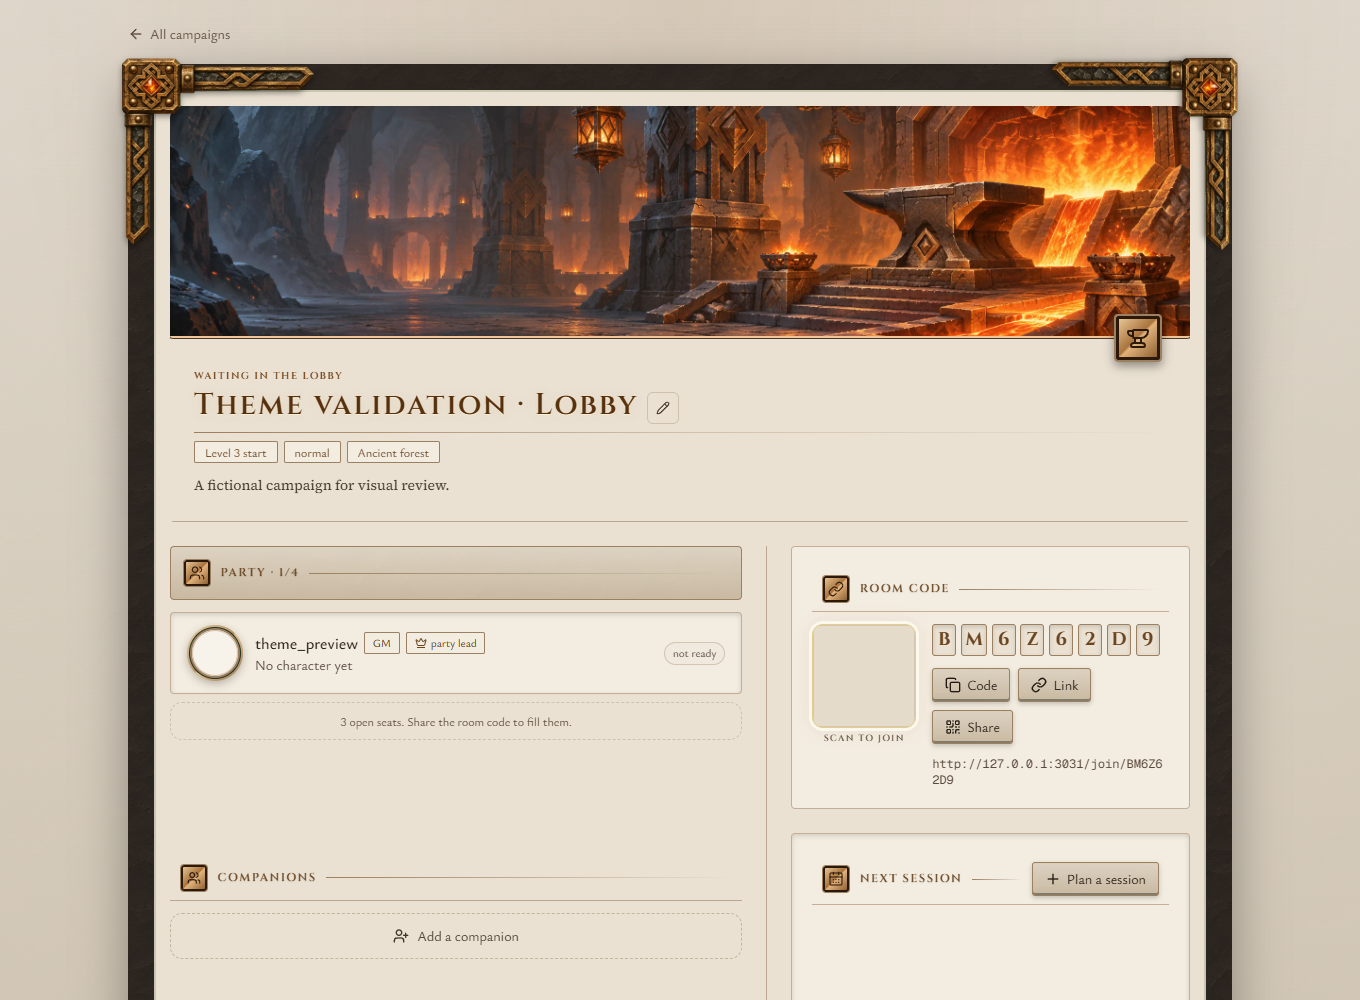 All campaigns
WAITING IN THE LOBBY
THEME VALIDATION · LOBBY
Level 3 start
normal
Ancient forest
A fictional campaign for visual review.
PARTY · 1/4
theme_preview
GM
party lead
No character yet
not ready
3 open seats. Share the room code to fill them.
COMPANIONS
Add a companion
ROOM CODE
B M 6 Z 6 2 D 9
Code
Link
Share
SCAN TO JOIN
http://127.0.0.1:3031/join/BM6Z6
2D9
NEXT SESSION
Plan a session